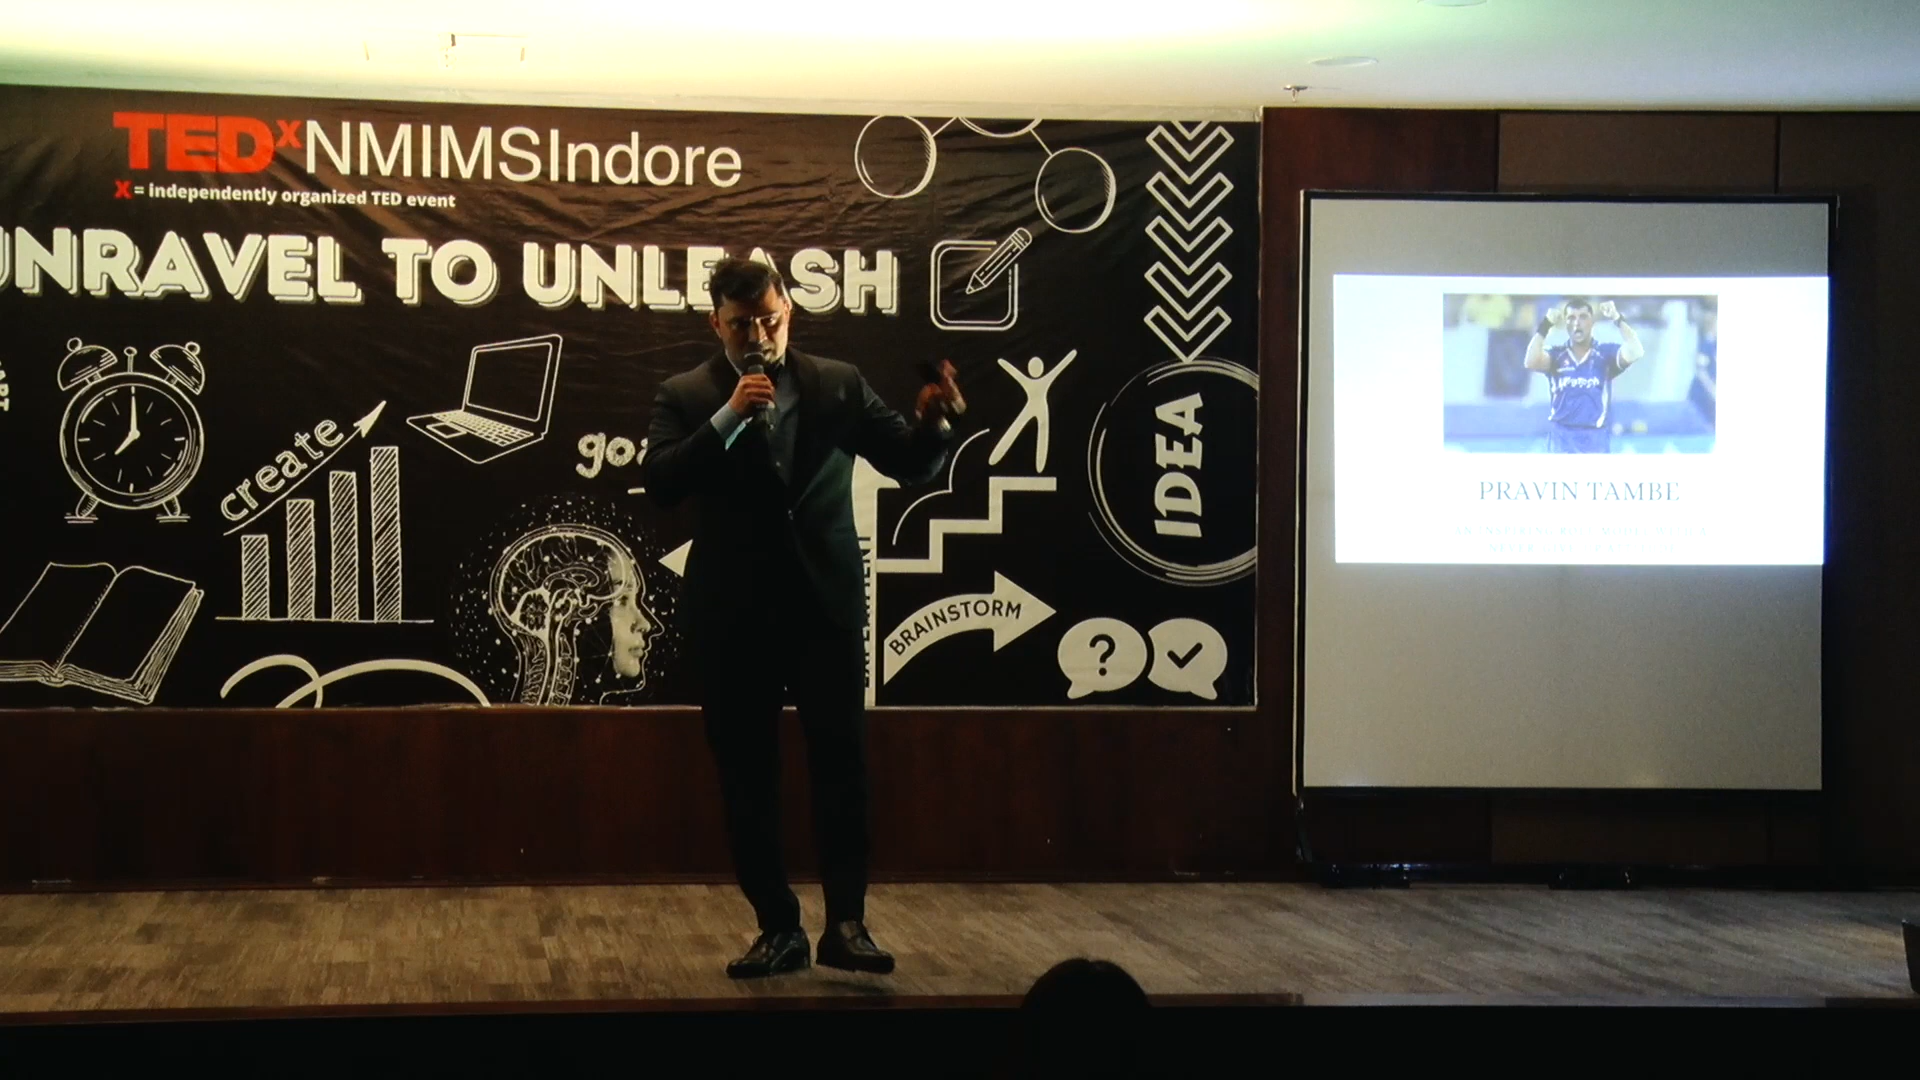 TEDxNMIMSIndore
X = independently organized TED event
UNRAVEL TO UNLEASH
create
BRAINSTORM
IDEA
?
PRAVIN TAMBE